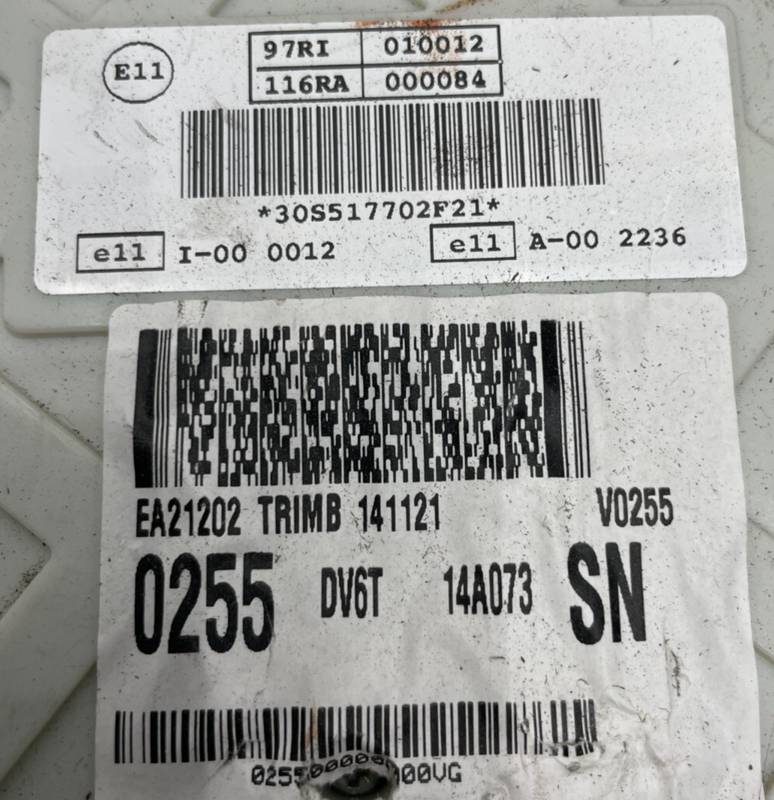 E11
97RI 010012
116RA 000084
*30S517702F21*
e11 I-00 0012 e11 A-00 2236
EA21202 TRIMB 141121 V0255
0255 DV6T 14A073 SN